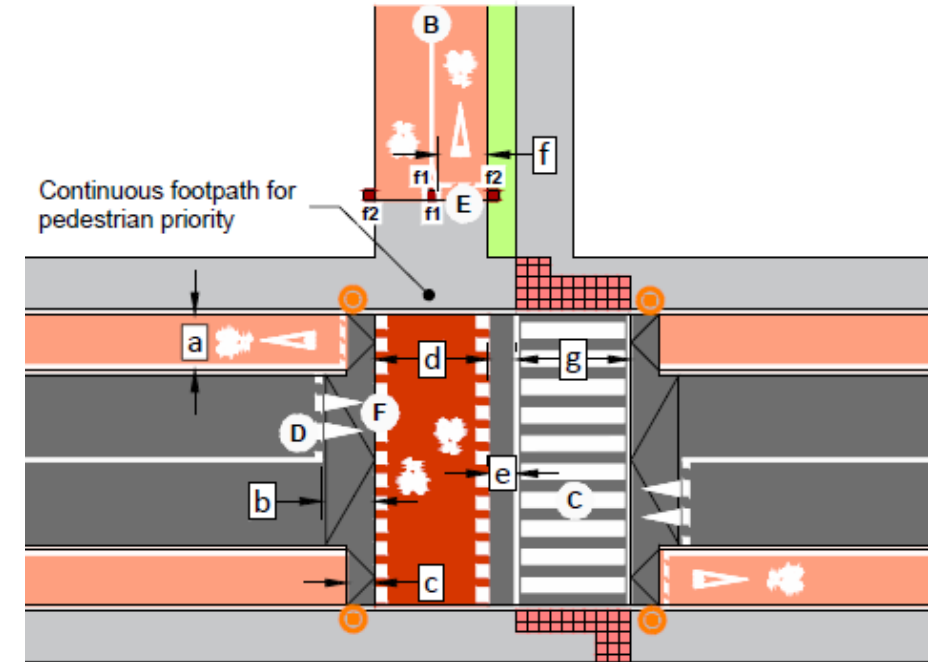 B
f
f1
f2
E
f2
f1
Continuous footpath for
pedestrian priority
a
d
g
F
D
e
C
b
c